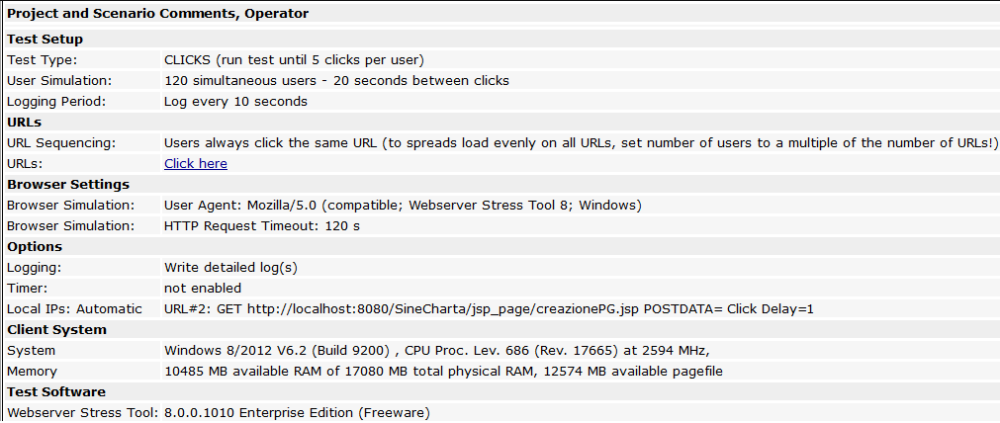 Project and Scenario Comments, Operator
Test Setup
Test Type: CLICKS (run test until 5 clicks per user)
User Simulation: 120 simultaneous users - 20 seconds between clicks
Logging Period: Log every 10 seconds
URLs
URL Sequencing: Users always click the same URL (to spreads load evenly on all URLs, set number of users to a multiple of the number of URLs!)
URLs: Click here
Browser Settings
Browser Simulation: User Agent: Mozilla/5.0 (compatible; Webserver Stress Tool 8; Windows)
Browser Simulation: HTTP Request Timeout: 120 s
Options
Logging: Write detailed log(s)
Timer: not enabled
Local IPs: Automatic URL#2: GET http://localhost:8080/SineCharta/jsp_page/creazionePG.jsp POSTDATA= Click Delay=1
Client System
System Windows 8/2012 V6.2 (Build 9200) , CPU Proc. Lev. 686 (Rev. 17665) at 2594 MHz,
Memory 10485 MB available RAM of 17080 MB total physical RAM, 12574 MB available pagefile
Test Software
Webserver Stress Tool: 8.0.0.1010 Enterprise Edition (Freeware)